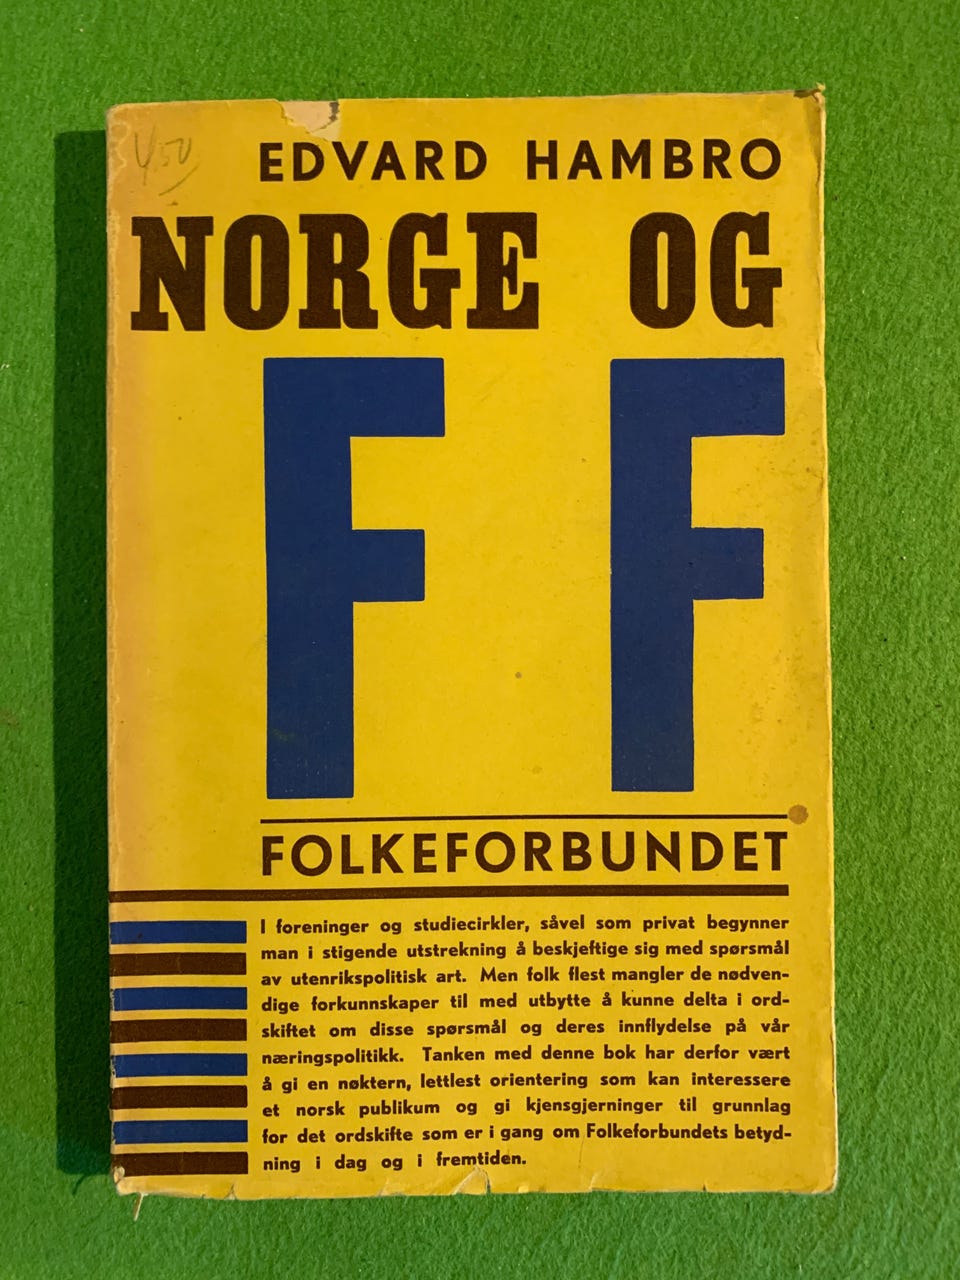 4.50
EDVARD HAMBRO
NORGE OG
F F
FOLKEFORBUNDET
I foreninger og studiecirkler, såvel som privat begynner
man i stigende utstrekning å beskjeftige sig med spørsmål
av utenrikspolitisk art. Men folk flest mangler de nødven-
dige forkunnskaper til med utbytte å kunne delta i ord-
skiftet om disse spørsmål og deres innflydelse på vår
næringspolitikk. Tanken med denne bok har derfor vært
å gi en nøktern, lettlest orientering som kan interessere
et norsk publikum og gi kjensgjerninger til grunnlag
for det ordskifte som er i gang om Folkeforbundets betyd-
ning i dag og i fremtiden.